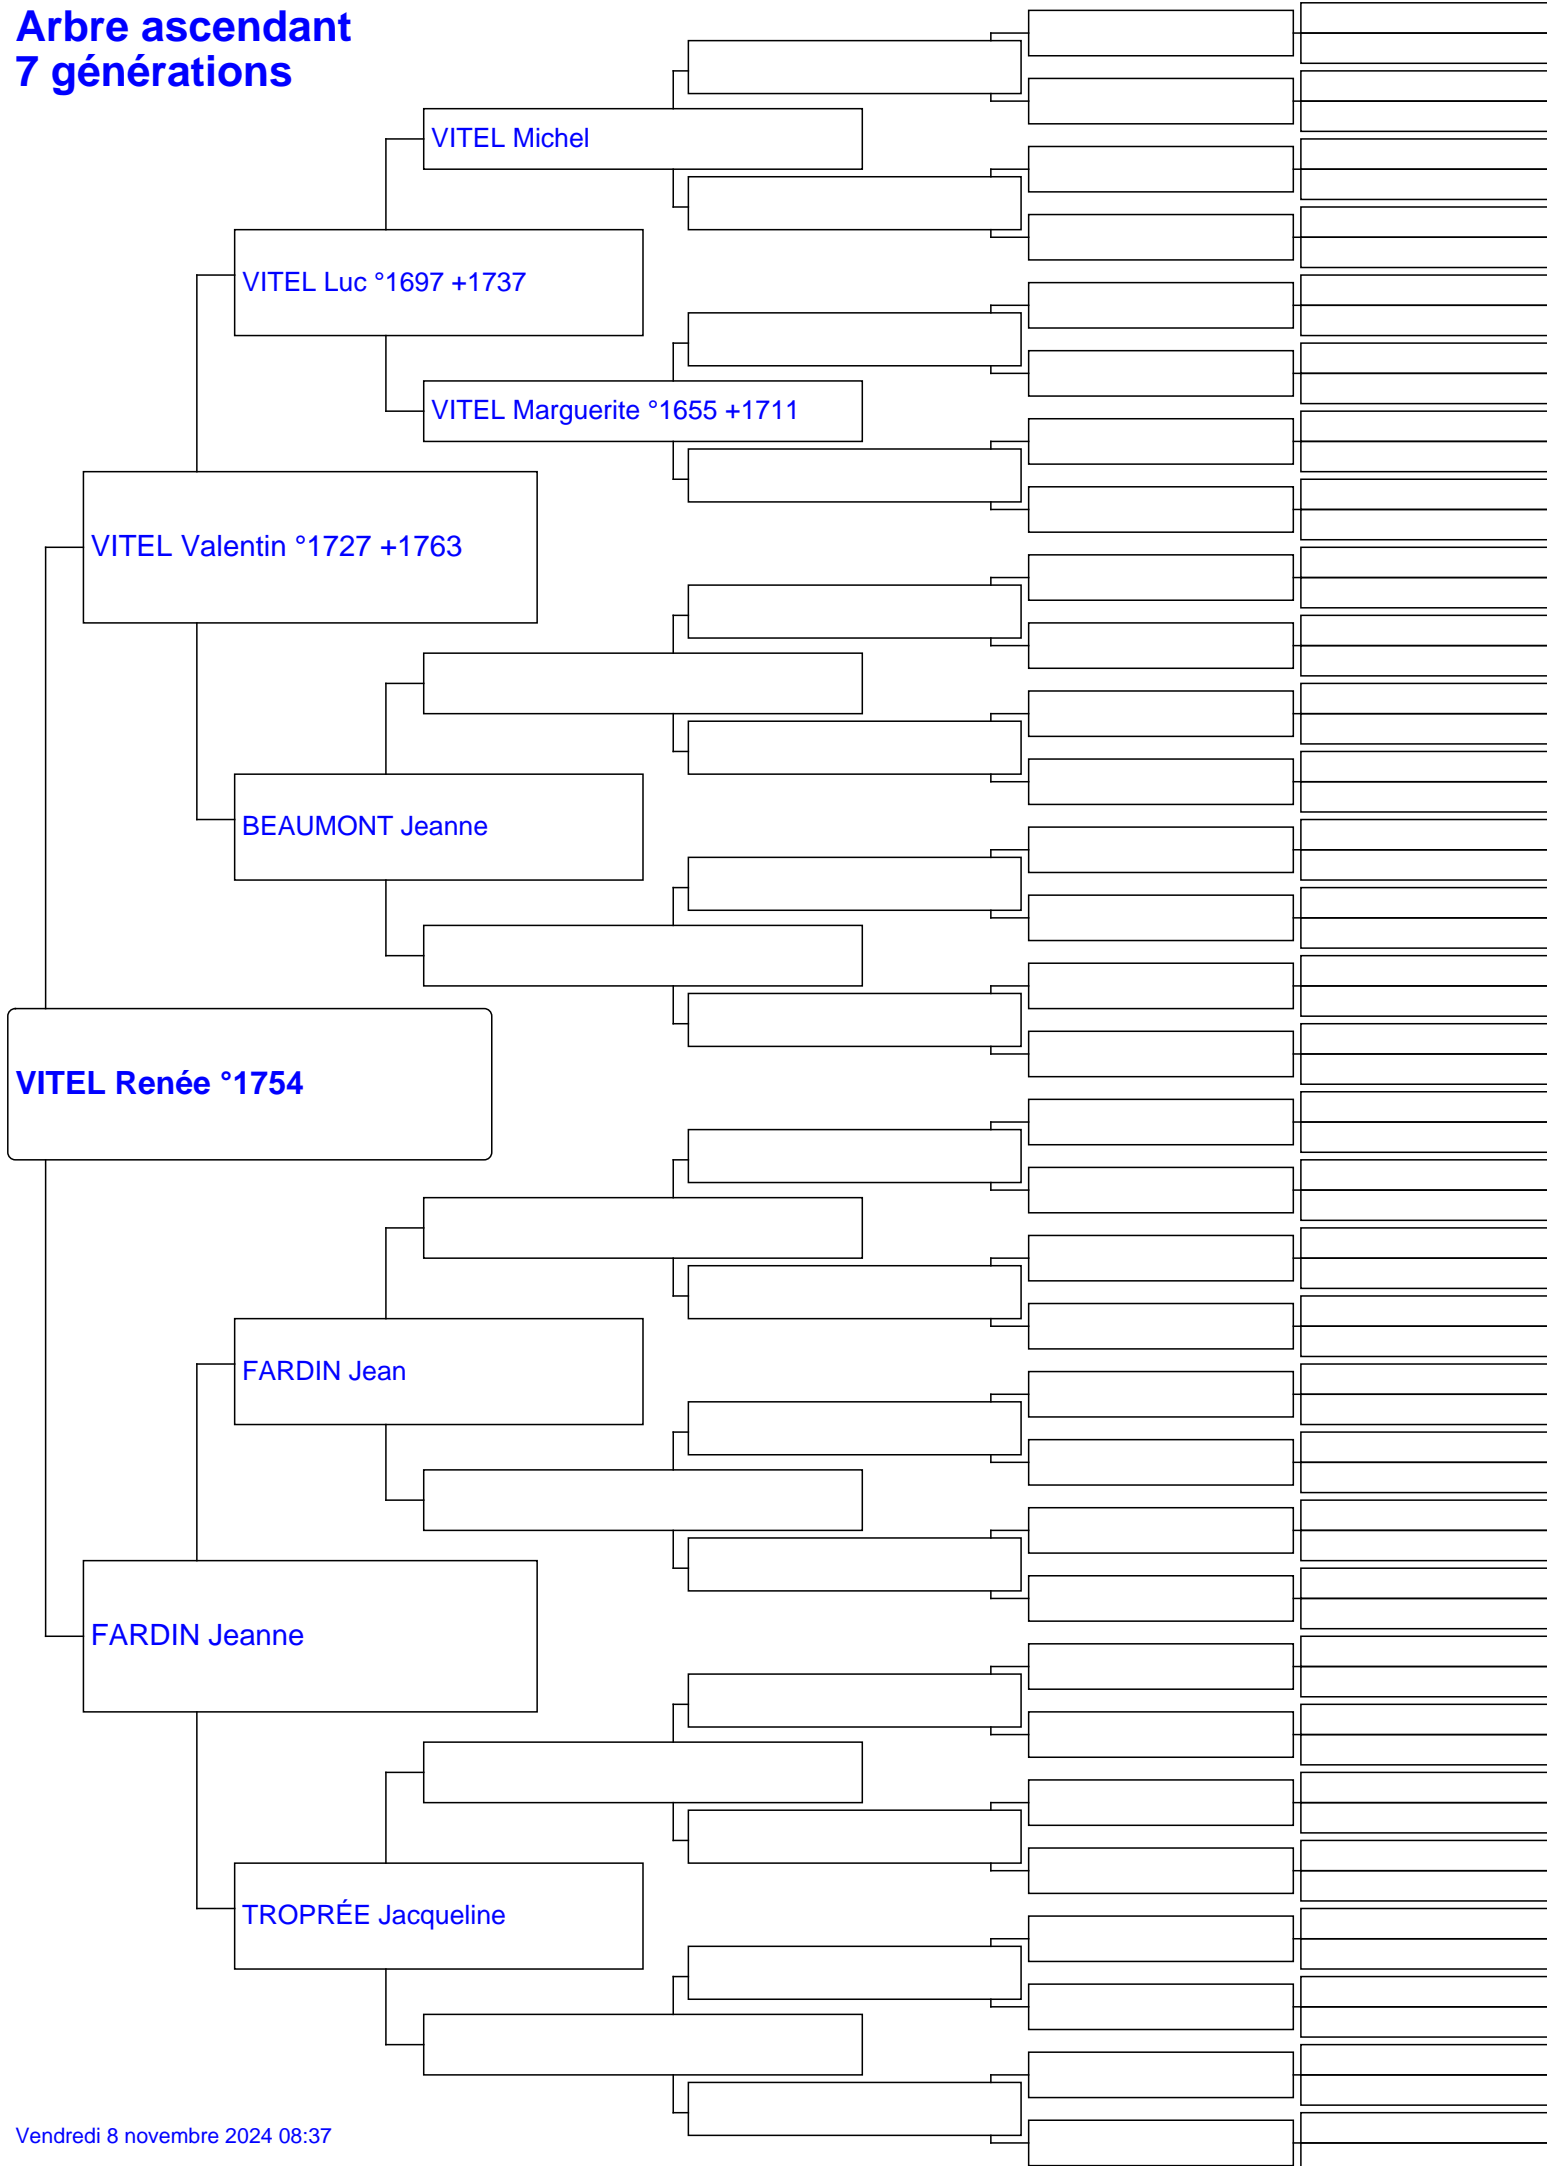 Arbre ascendant
7 générations
VITEL Michel
VITEL Luc °1697 +1737
VITEL Marguerite °1655 +1711
VITEL Valentin °1727 +1763
BEAUMONT Jeanne
VITEL Renée °1754
FARDIN Jean
FARDIN Jeanne
TROPRÉE Jacqueline
Vendredi 8 novembre 2024 08:37